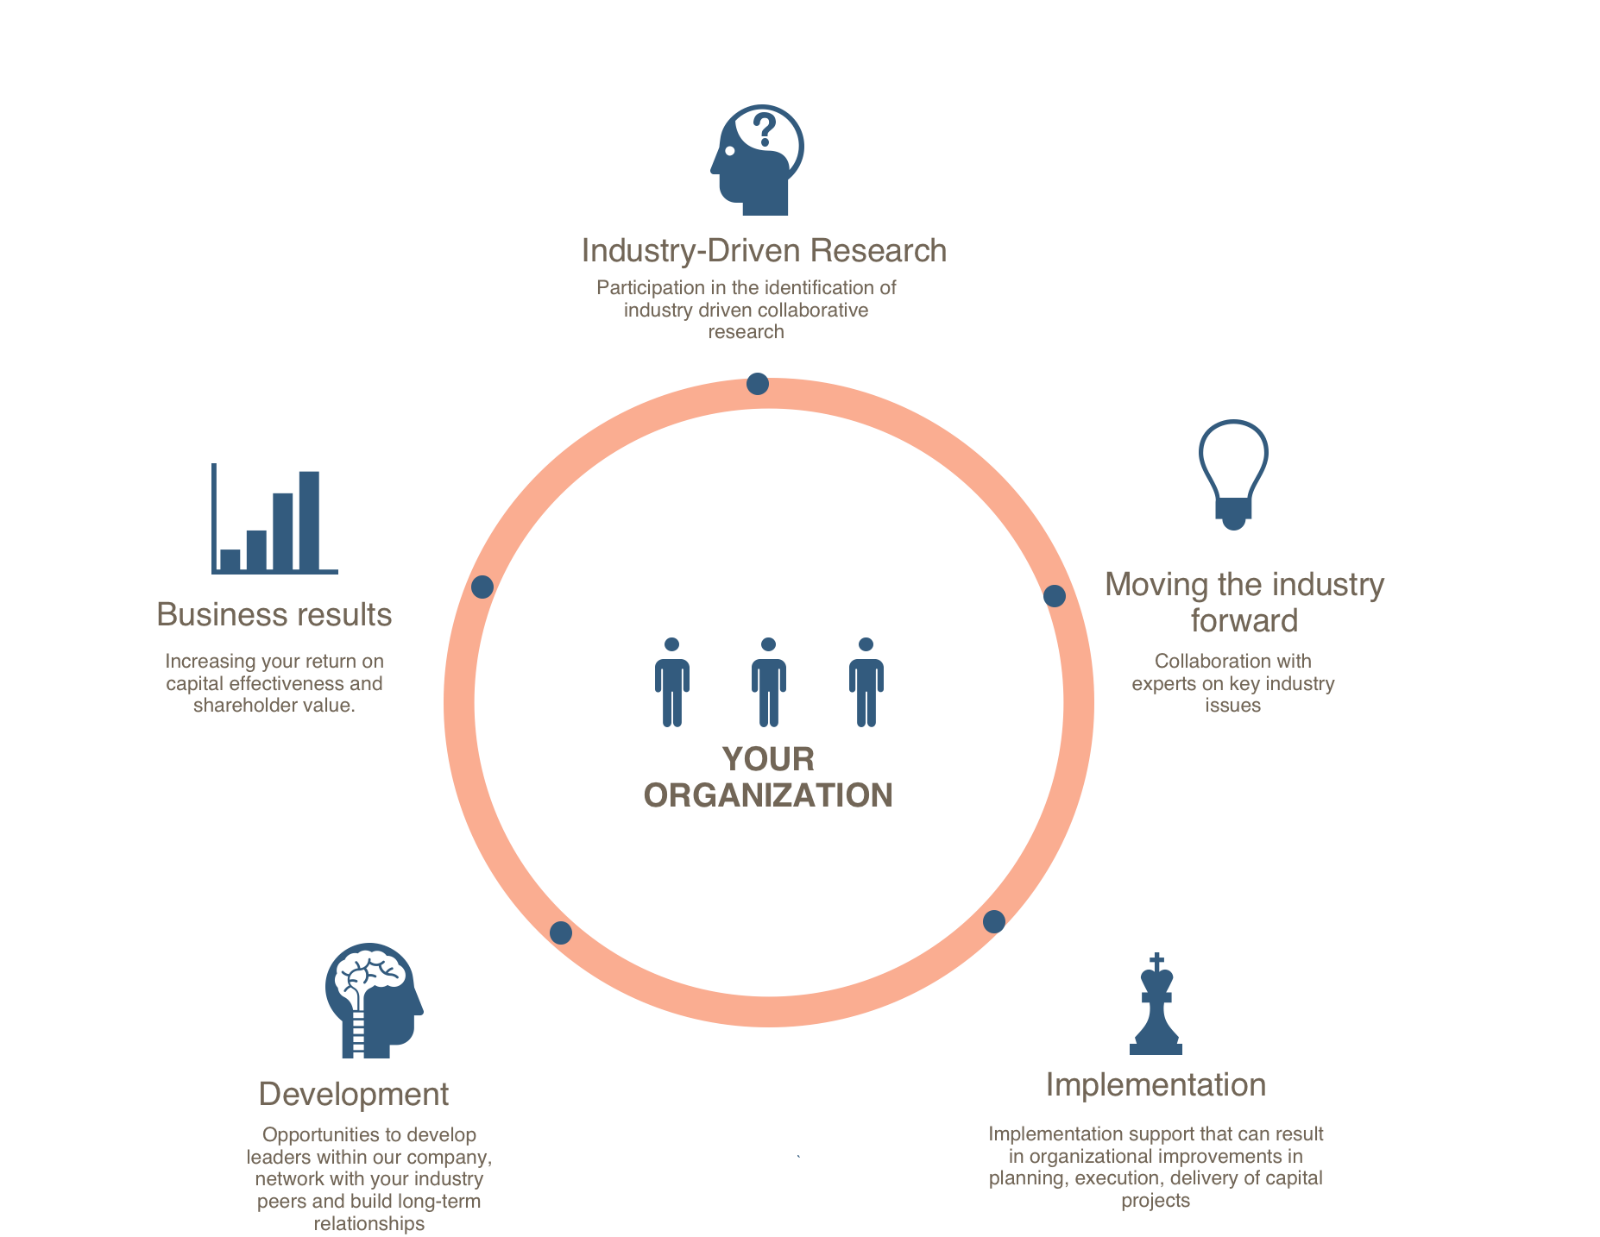 ?
Industry-Driven Research
Participation in the identification of
industry driven collaborative
research
Moving the industry
forward
Collaboration with
experts on key industry
issues
Business results
Increasing your return on
capital effectiveness and
shareholder value.
YOUR
ORGANIZATION
Implementation
Implementation support that can result
in organizational improvements in
planning, execution, delivery of capital
projects
Development
Opportunities to develop
leaders within our company,
network with your industry
peers and build long-term
relationships
`